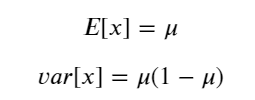 E[x] = μ
var[x] = μ(1 − μ)